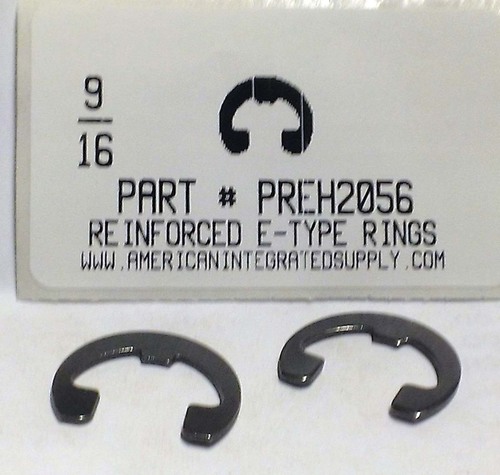 9
16
PART # PREH2056
REINFORCED E-TYPE RINGS
WWW.AMERICANINTEGRATEDSUPPLY.COM